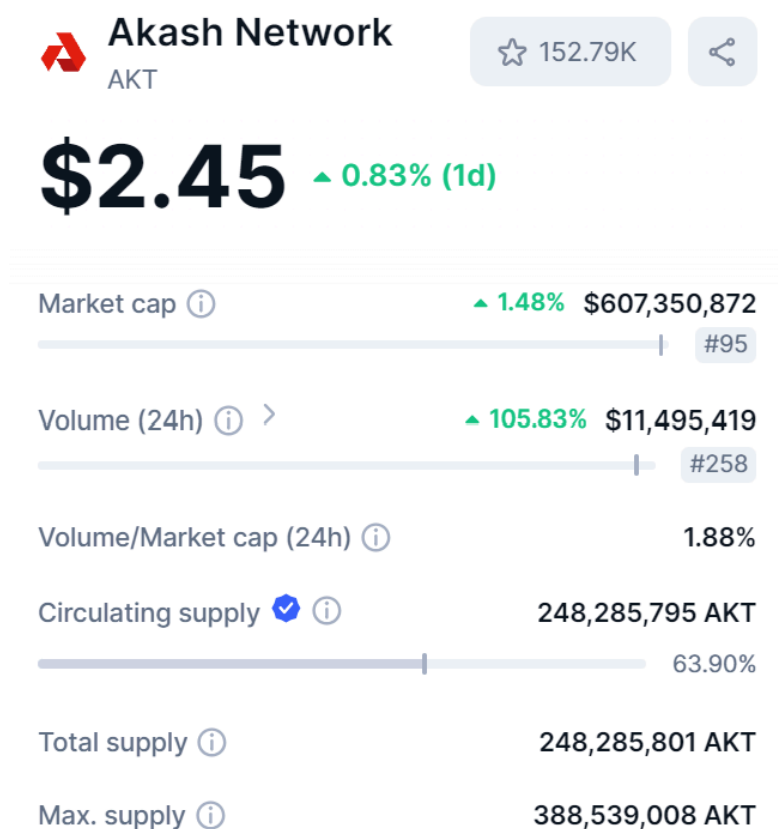 Akash Network
AKT
152.79K
$2.45 0.83% (1d)
Market cap 1.48% $607,350,872
#95
Volume (24h) 105.83% $11,495,419
#258
Volume/Market cap (24h) 1.88%
Circulating supply 248,285,795 AKT
63.90%
Total supply 248,285,801 AKT
Max. supply 388,539,008 AKT